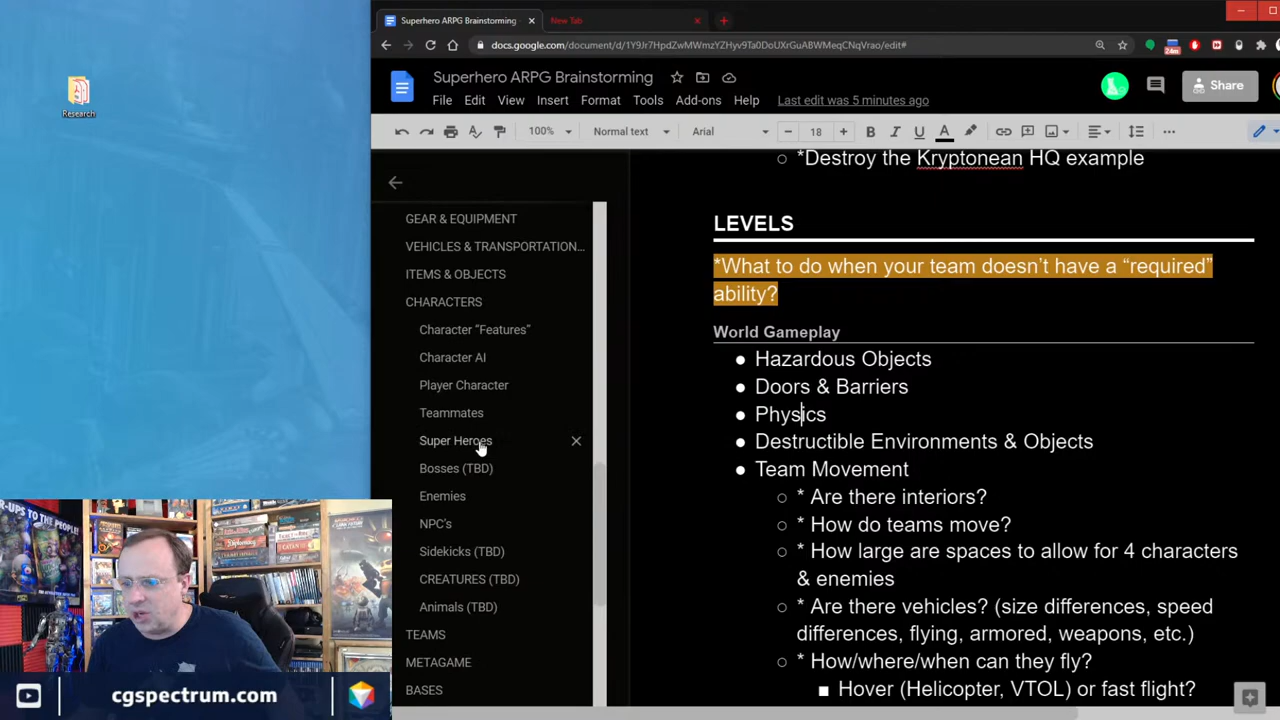 Superhero ARPG Brainstorming
New Tab
docs.google.com/document/d/1Y9Jr7HpdZwMWmzYZHyv9Ta0DoUXrGuABWMeqCNqVrao/edit#
24m
Research
Superhero ARPG Brainstorming
File Edit View Insert Format Tools Add-ons Help Last edit was 5 minutes ago
Share
100% Normal text Arial 18 B I U A
*Destroy the Kryptonean HQ example
GEAR & EQUIPMENT
VEHICLES & TRANSPORTATION...
ITEMS & OBJECTS
CHARACTERS
Character “Features”
Character AI
Player Character
Teammates
Super Heroes
Bosses (TBD)
Enemies
NPC's
Sidekicks (TBD)
CREATURES (TBD)
Animals (TBD)
TEAMS
METAGAME
BASES
LEVELS
*What to do when your team doesn’t have a “required”
ability?
World Gameplay
● Hazardous Objects
● Doors & Barriers
● Physics
● Destructible Environments & Objects
● Team Movement
○ * Are there interiors?
○ * How do teams move?
○ * How large are spaces to allow for 4 characters
& enemies
○ * Are there vehicles? (size differences, speed
differences, flying, armored, weapons, etc.)
○ * How/where/when can they fly?
■ Hover (Helicopter, VTOL) or fast flight?
cgspectrum.com